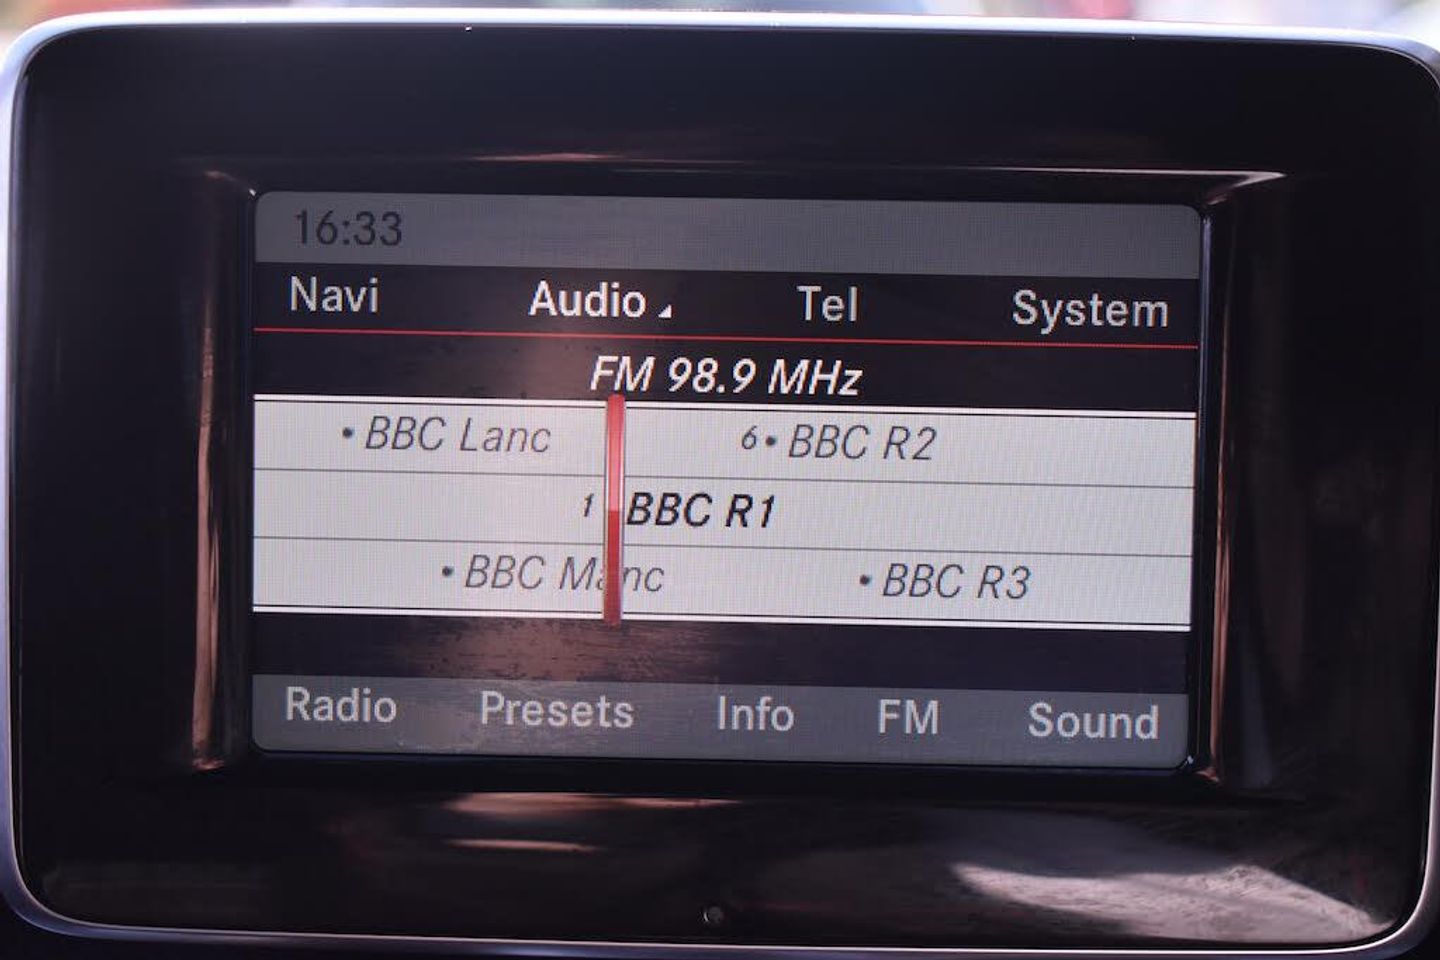 16:33
Navi Audio Tel System
FM 98.9 MHz
• BBC Lanc 6• BBC R2
1 BBC R1
• BBC Manc • BBC R3
Radio Presets Info FM Sound